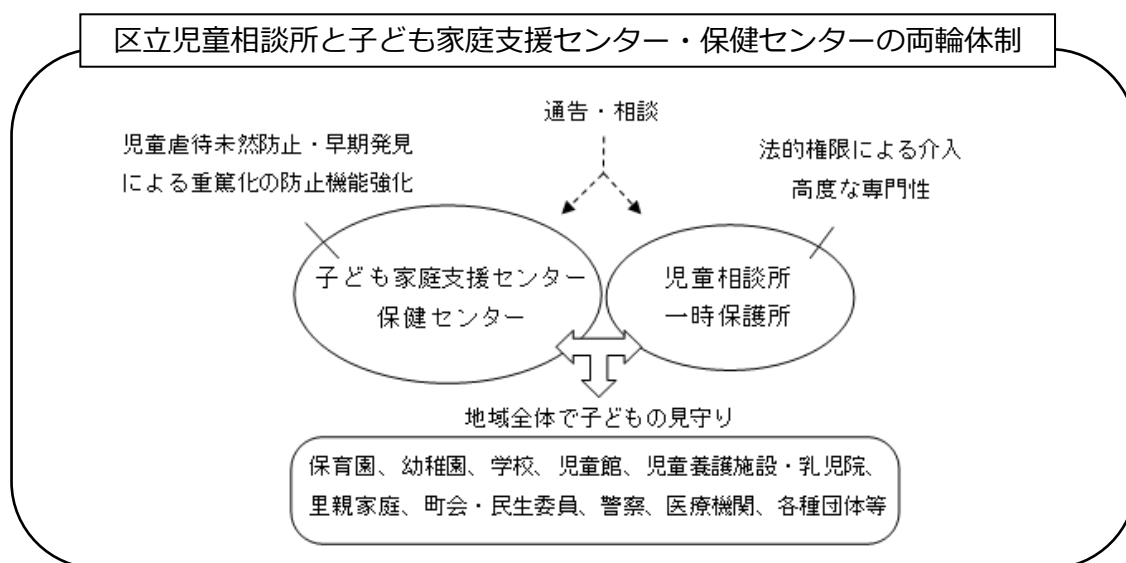 区立児童相談所と子ども家庭支援センター・保健センターの両輪体制
通告・相談
児童虐待未然防止・早期発見
による重篤化の防止機能強化
法的権限による介入
高度な専門性
子ども家庭支援センター
保健センター
児童相談所
一時保護所
地域全体で子どもの見守り
保育園、幼稚園、学校、児童館、児童養護施設・乳児院、
里親家庭、町会・民生委員、警察、医療機関、各種団体等